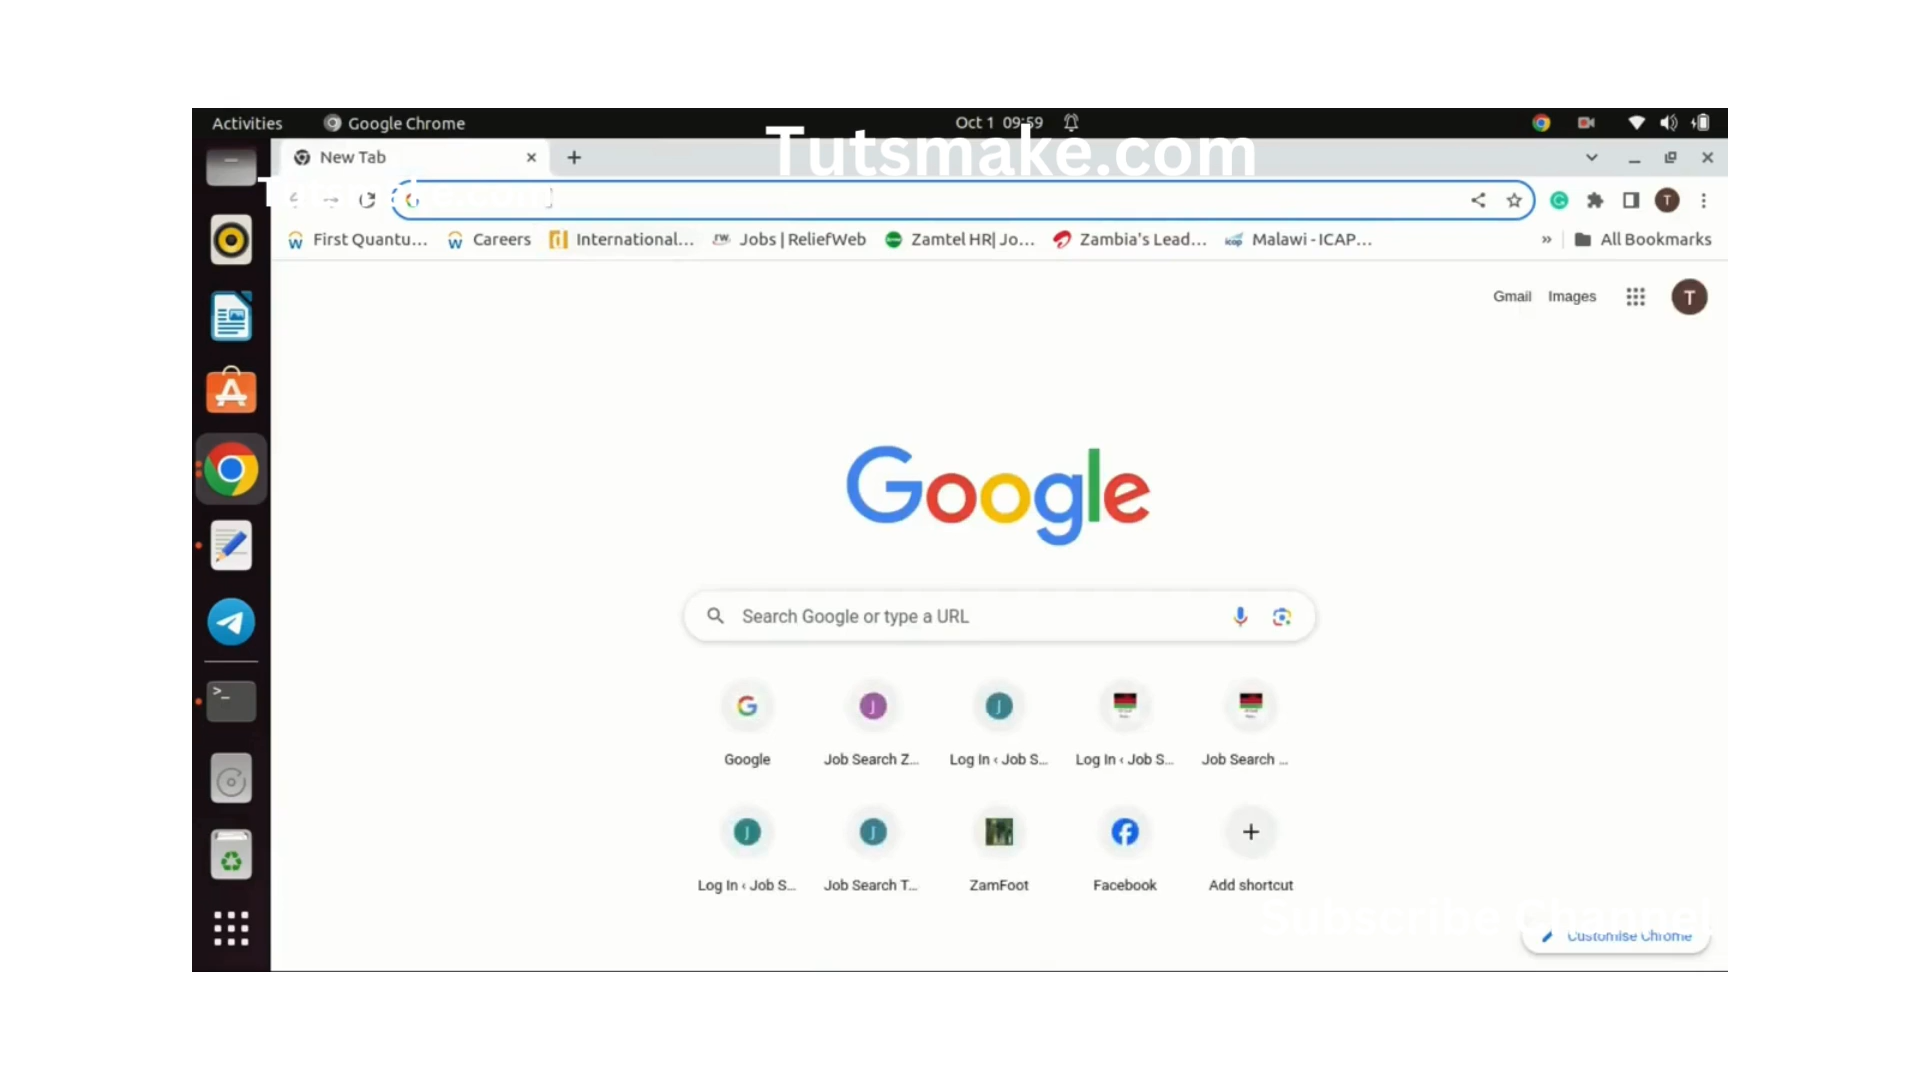 Activities Google Chrome Oct 1 09:59
Tutsmake.com
New Tab
First Quantu... Careers International... Jobs | ReliefWeb Zamtel HR| Jo... Zambia's Lead... Malawi - ICAP... » All Bookmarks
Gmail Images T
Google
Search Google or type a URL
Google Job Search Z... Log In ‹ Job S... Log In ‹ Job S... Job Search ...
Log In ‹ Job S... Job Search T... ZamFoot Facebook Add shortcut
Subscribe Channel
Customise Chrome